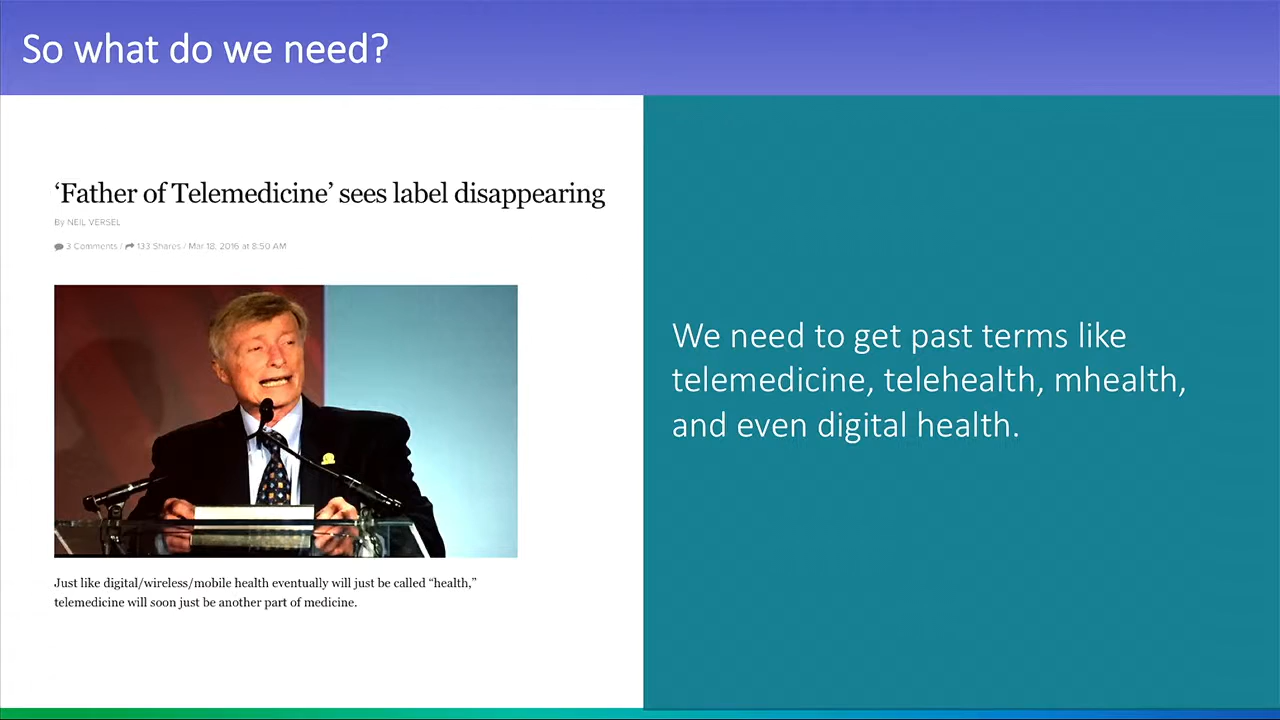 So what do we need?
‘Father of Telemedicine’ sees label disappearing
By NEIL VERSEL
3 Comments / 133 Shares / Mar 18, 2016 at 8:50 AM
Just like digital/wireless/mobile health eventually will just be called “health,”
telemedicine will soon just be another part of medicine.
We need to get past terms like
telemedicine, telehealth, mhealth,
and even digital health.